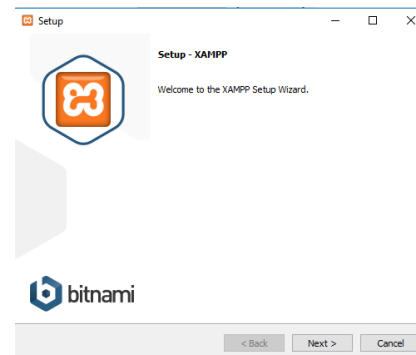 Setup
Setup - XAMPP
Welcome to the XAMPP Setup Wizard.
bitnami
< Back
Next >
Cancel